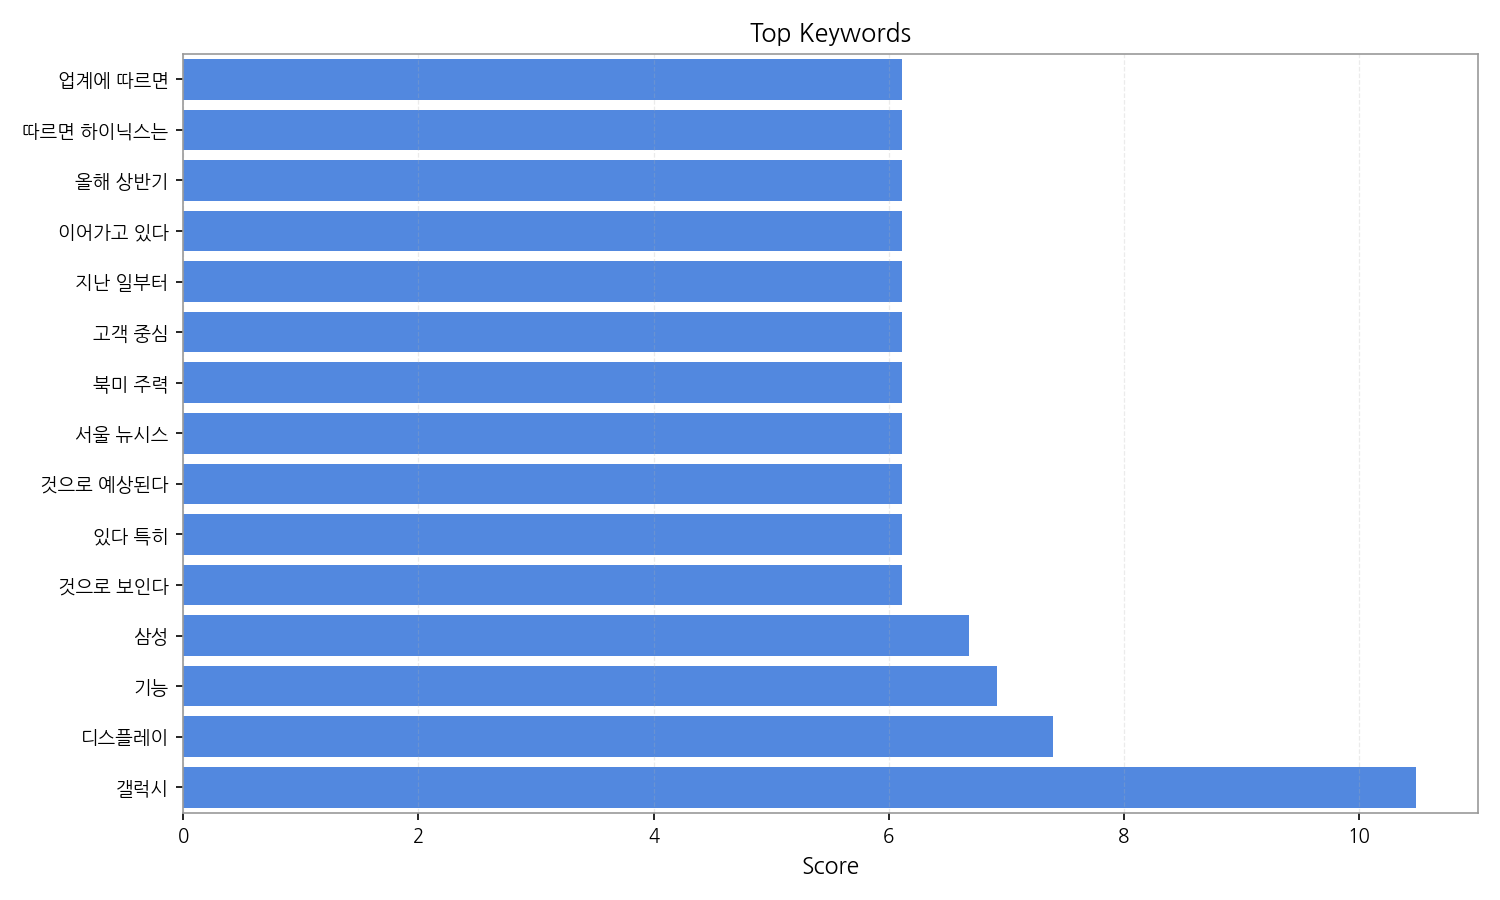 Top Keywords
업계에 따르면
따르면 하이닉스는
올해 상반기
이어가고 있다
지난 일부터
고객 중심
북미 주력
서울 뉴시스
것으로 예상된다
있다 특히
것으로 보인다
삼성
기능
디스플레이
갤럭시
0 2 4 6 8 10
Score